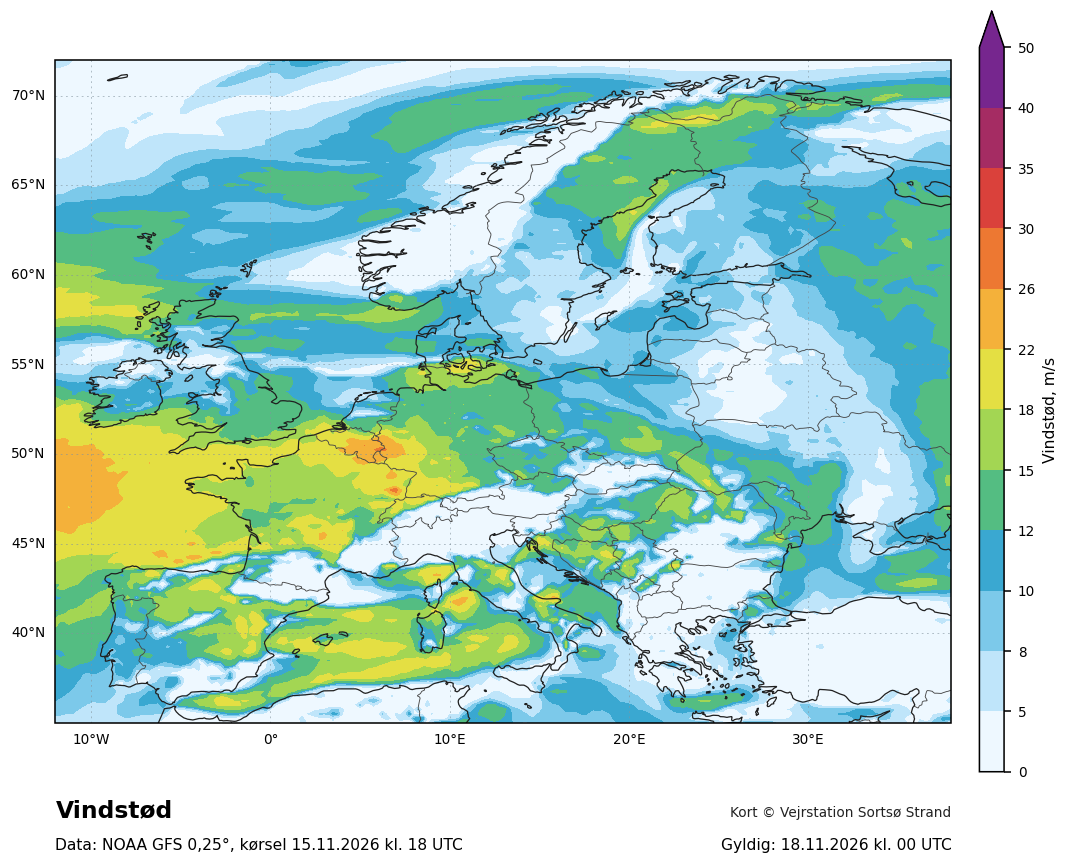 50
40
35
30
26
22
18
15
12
10
8
5
0
Vindstød, m/s
70°N
65°N
60°N
55°N
50°N
45°N
40°N
10°W
0°
10°E
20°E
30°E
Vindstød
Kort © Vejrstation Sortsø Strand
Data: NOAA GFS 0,25°, kørsel 15.11.2026 kl. 18 UTC
Gyldig: 18.11.2026 kl. 00 UTC